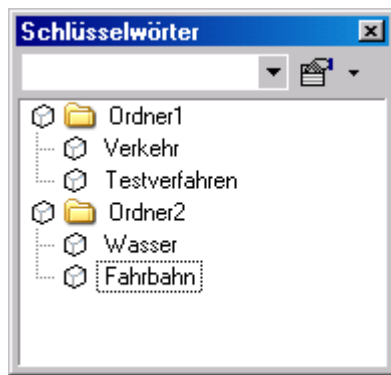 Schlüsselwörter
Ordner1
Verkehr
Testverfahren
Ordner2
Wasser
Fahrbahn